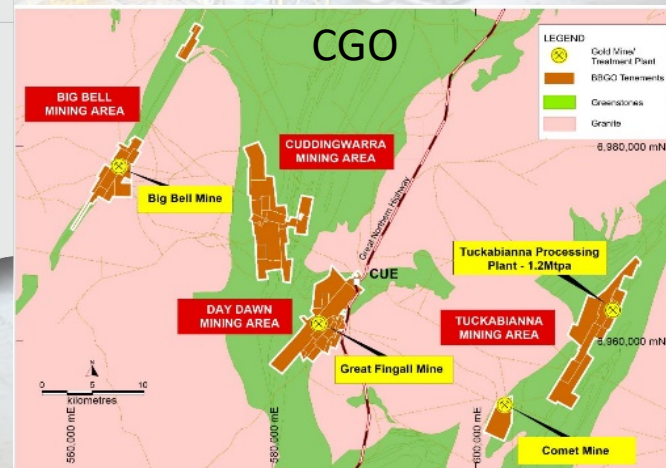 CGO
LEGEND
Gold Mine/
Treatment Plant
BBGO Tenements
Greenstones
Granite
BIG BELL
MINING AREA
CUDDINGWARRA
MINING AREA
6,980,000 mN
Big Bell Mine
Great Northern Highway
Tuckabianna Processing
Plant - 1.2Mtpa
CUE
DAY DAWN
MINING AREA
TUCKABIANNA
MINING AREA
6,960,000 mN
Great Fingall Mine
N
0 5 10
kilometres
560,000 mE
580,000 mE
600,000 mE
Comet Mine